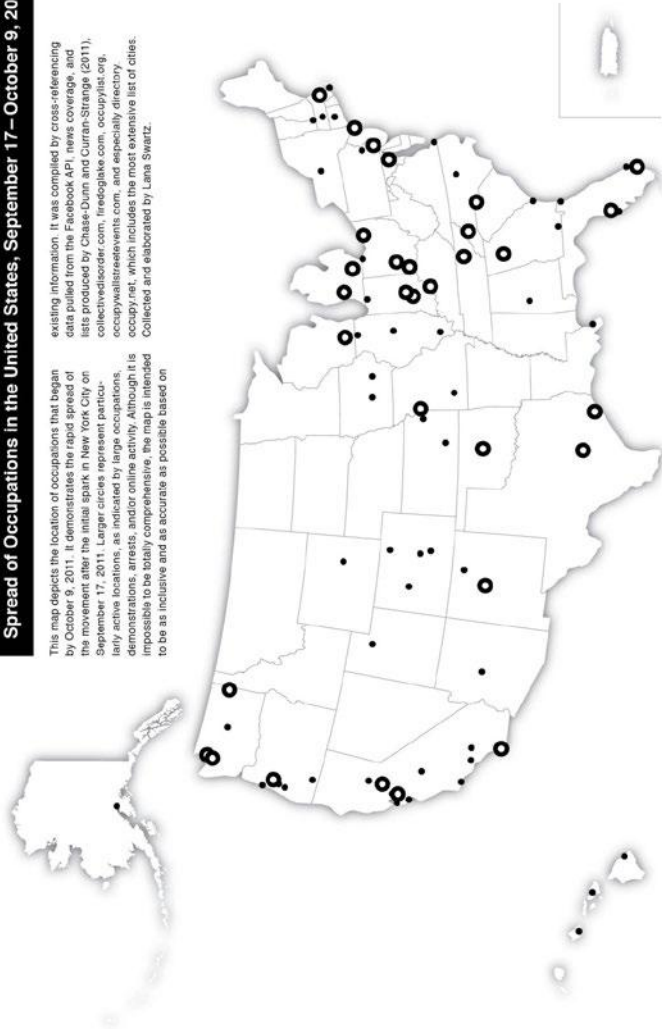 Spread of Occupations in the United States, September 17–October 9, 20
This map depicts the location of occupations that began
by October 9, 2011. It demonstrates the rapid spread of
the movement after the initial spark in New York City on
September 17, 2011. Larger circles represent particu-
larly active locations, as indicated by large occupations,
demonstrations, arrests, and/or online activity. Although it is
impossible to be totally comprehensive, the map is intended
to be as inclusive and as accurate as possible based on
existing information. It was compiled by cross-referencing
data pulled from the Facebook API, news coverage, and
lists produced by Chase-Dunn and Curran-Strange (2011),
collectivedisorder.com, firedoglake.com, occupylist.org,
occupywallstreetevents.com, and especially directory.
occupy.net, which includes the most extensive list of cities.
Collected and elaborated by Lana Swartz.